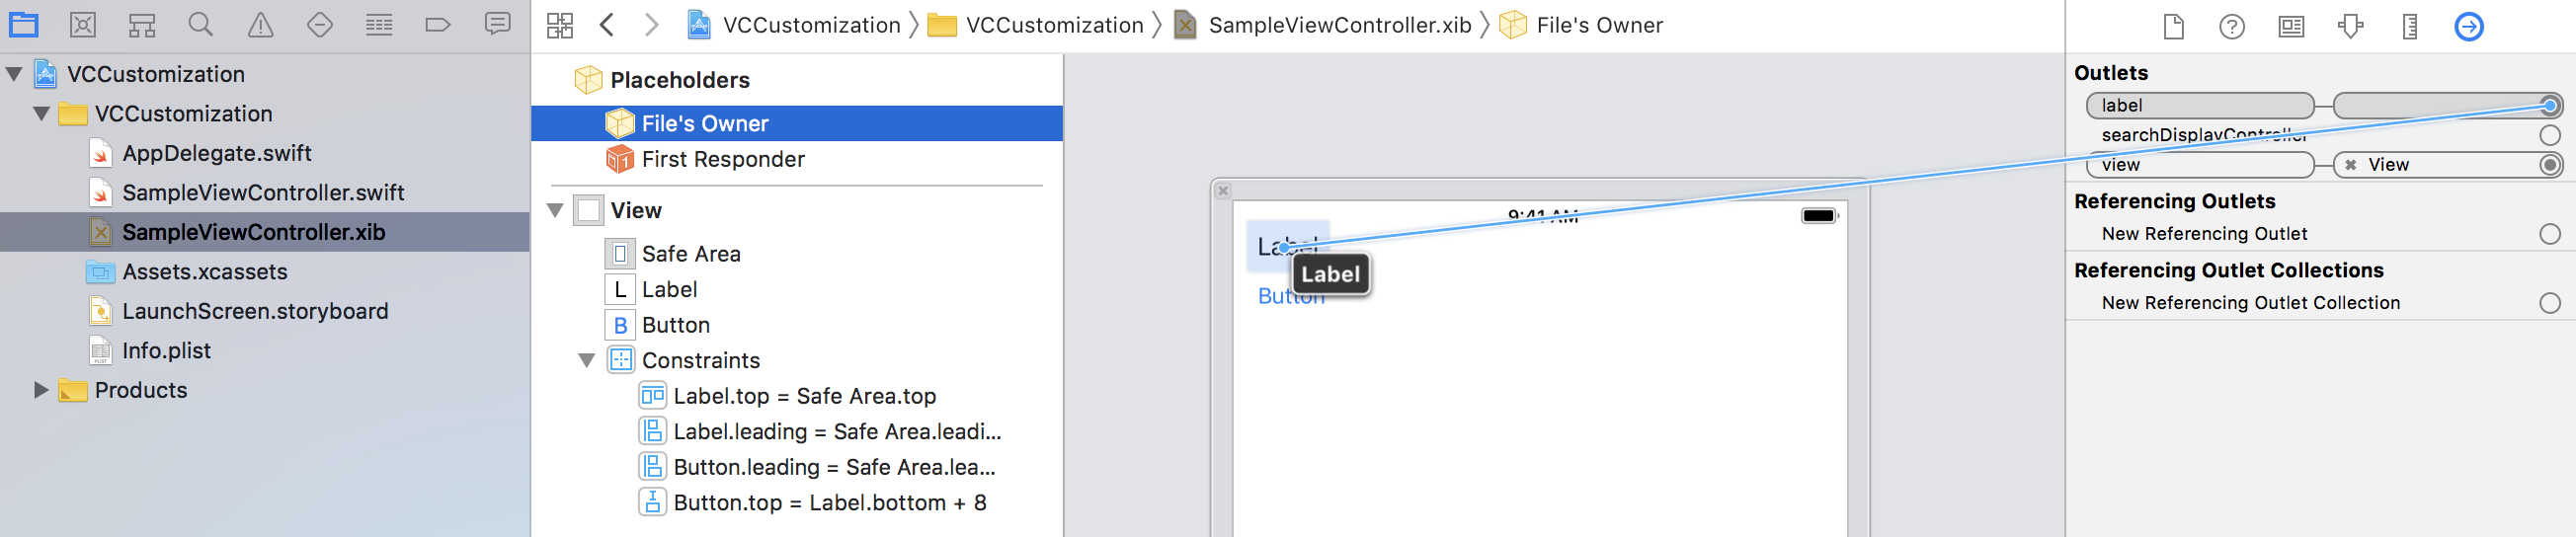 VCCustomization
VCCustomization
AppDelegate.swift
SampleViewController.swift
SampleViewController.xib
Assets.xcassets
LaunchScreen.storyboard
Info.plist
Products
VCCustomization
VCCustomization
SampleViewController.xib
File's Owner
Placeholders
File's Owner
First Responder
View
Safe Area
L Label
B Button
Constraints
Label.top = Safe Area.top
Label.leading = Safe Area.leadi...
Button.leading = Safe Area.lea...
Button.top = Label.bottom + 8
9:41 AM
Label
Label
Button
Outlets
label
searchDisplayController
view
View
Referencing Outlets
New Referencing Outlet
Referencing Outlet Collections
New Referencing Outlet Collection